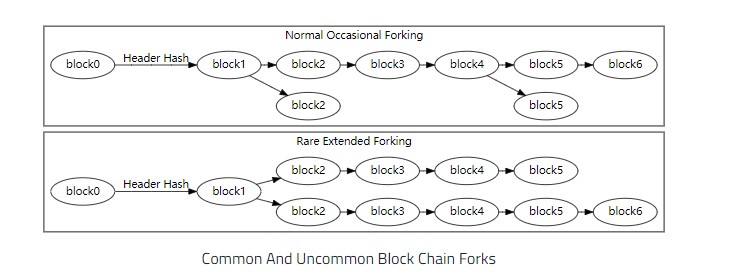 Normal Occasional Forking
block0 Header Hash block1 block2 block3 block4 block5 block6
block2 block5
Rare Extended Forking
block2 block3 block4 block5
block0 Header Hash block1
block2 block3 block4 block5 block6
Common And Uncommon Block Chain Forks